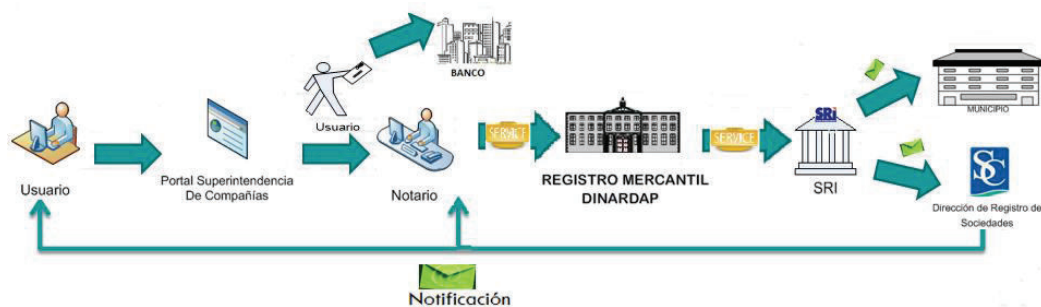 BANCO
Usuario
SERVICE
SERVICE
SRi
MUNICIPIO
Usuario
Portal Superintendencia
De Compañías
Notario
REGISTRO MERCANTIL
DINARDAP
SRI
SC
Dirección de Registro de
Sociedades
Notificación